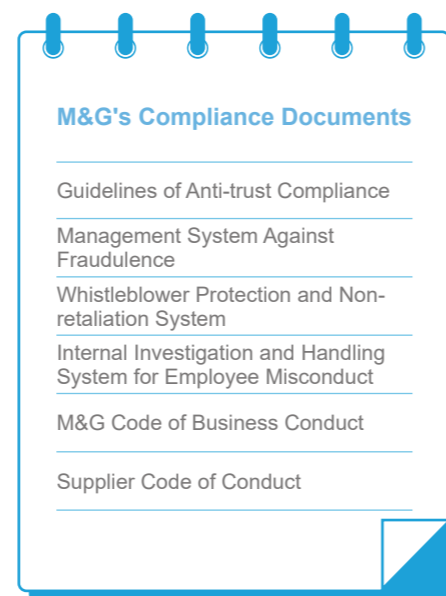 M&G's Compliance Documents
Guidelines of Anti-trust Compliance
Management System Against
Fraudulence
Whistleblower Protection and Non-
retaliation System
Internal Investigation and Handling
System for Employee Misconduct
M&G Code of Business Conduct
Supplier Code of Conduct